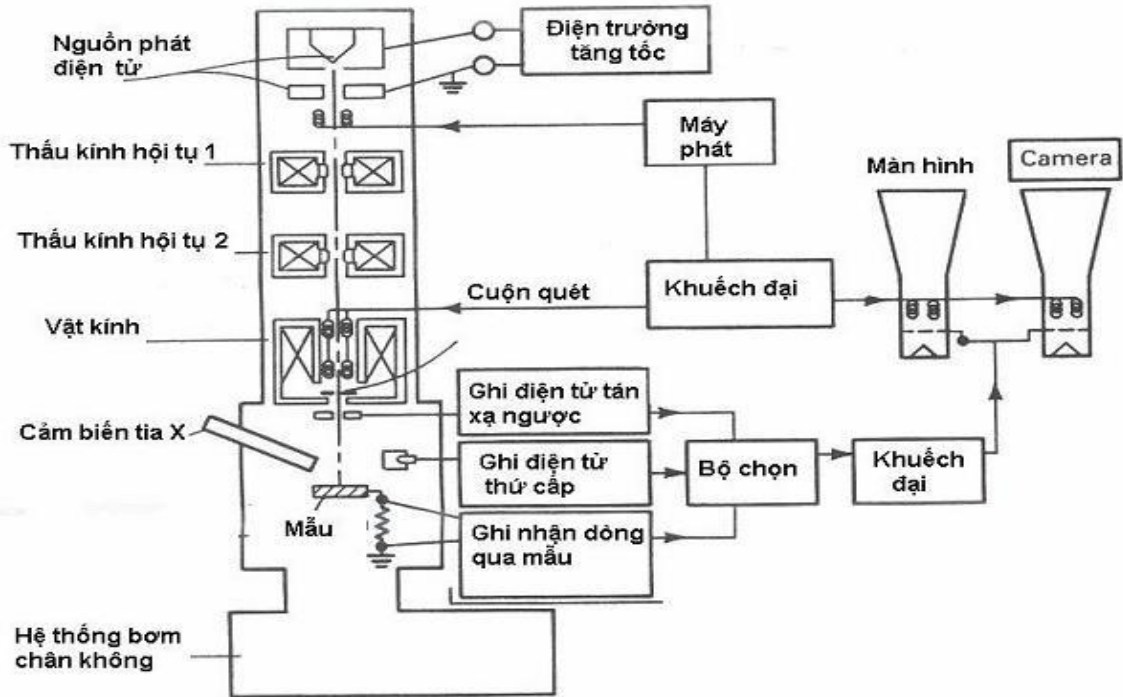 Nguồn phát
điện tử
Điện trường
tăng tốc
Máy
phát
Thấu kính hội tụ 1
Màn hình
Camera
Thấu kính hội tụ 2
Cuộn quét
Khuếch đại
Vật kính
Ghi điện tử tán
xạ ngược
Cảm biến tia X
Ghi điện tử
thứ cấp
Bộ chọn
Khuếch
đại
Mẫu
Ghi nhận dòng
qua mẫu
Hệ thống bơm
chân không